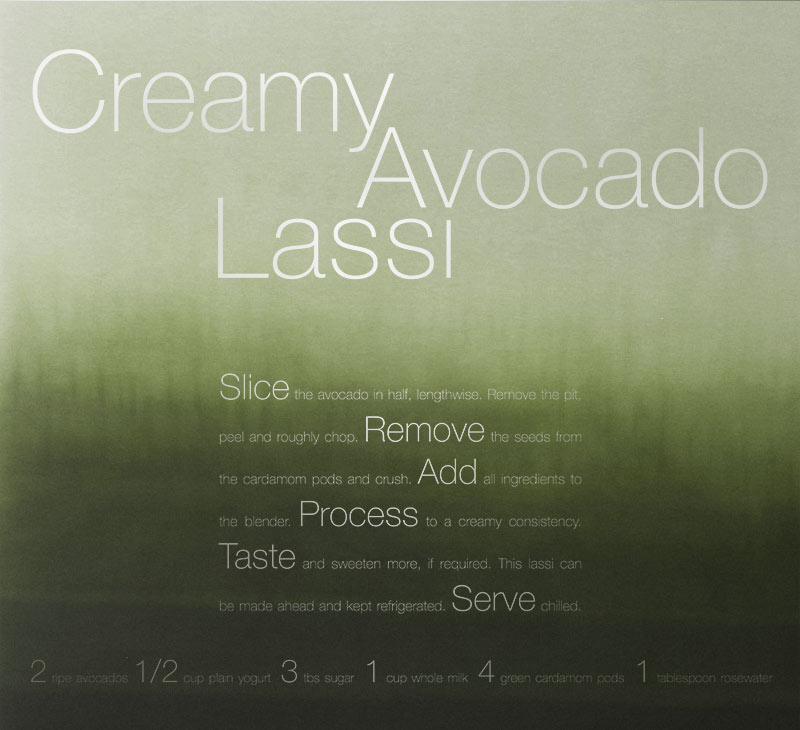 Creamy
Avocado
Lassi
Slice the avocado in half, lengthwise. Remove the pit,
peel and roughly chop. Remove the seeds from
the cardamom pods and crush. Add all ingredients to
the blender. Process to a creamy consistency.
Taste and sweeten more, if required. This lassi can
be made ahead and kept refrigerated. Serve chilled.
2 ripe avocados 1/2 cup plain yogurt 3 tbs sugar 1 cup whole milk 4 green cardamom pods 1 tablespoon rosewater